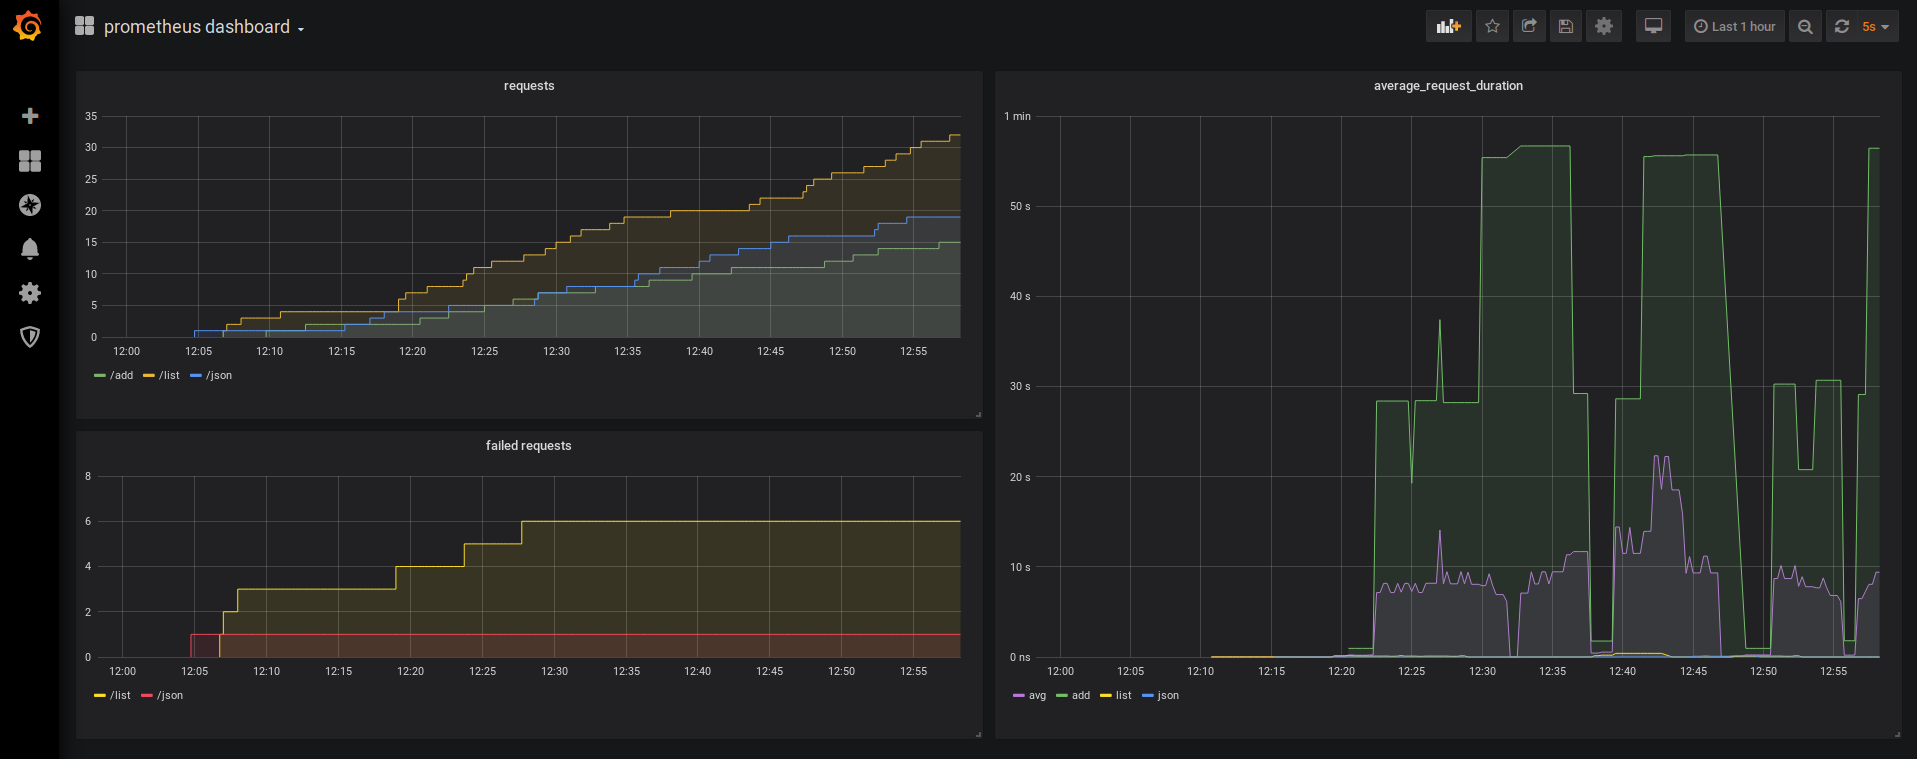 prometheus dashboard
Last 1 hour
5s
requests
35
30
25
20
15
10
5
0
12:00 12:05 12:10 12:15 12:20 12:25 12:30 12:35 12:40 12:45 12:50 12:55
/add /list /json
failed requests
8
6
4
2
0
12:00 12:05 12:10 12:15 12:20 12:25 12:30 12:35 12:40 12:45 12:50 12:55
/list /json
average_request_duration
1 min
50 s
40 s
30 s
20 s
10 s
0 ns
12:00 12:05 12:10 12:15 12:20 12:25 12:30 12:35 12:40 12:45 12:50 12:55
avg add list json